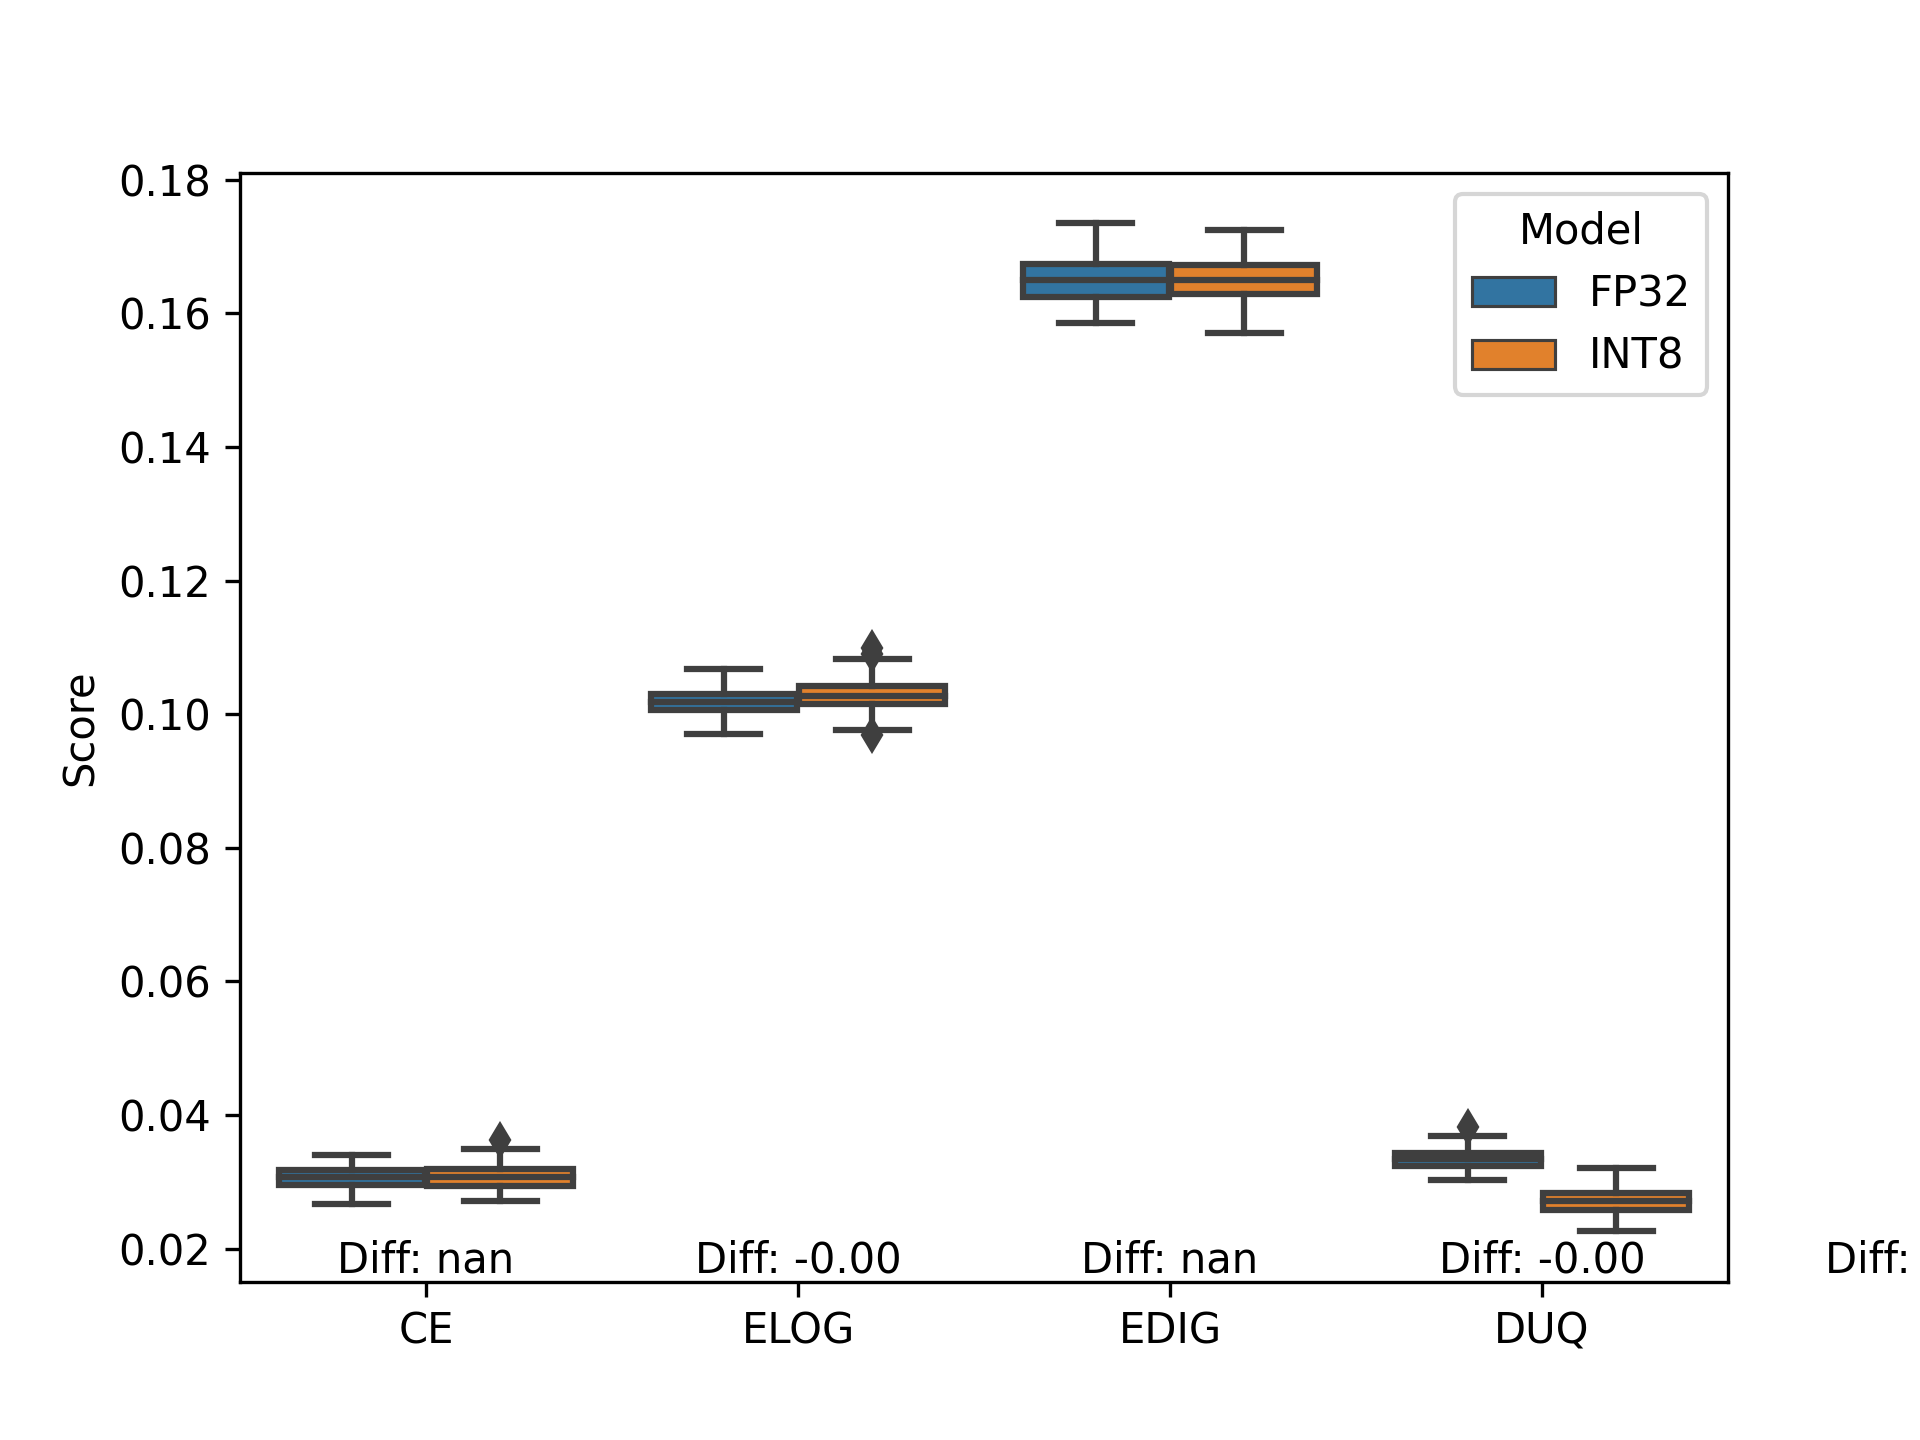 0.18
0.16
0.14
0.12
0.10
0.08
0.06
0.04
0.02
Score
Model
FP32
INT8
Diff: nan
Diff: -0.00
Diff: nan
Diff: -0.00
Diff:
CE
ELOG
EDIG
DUQ